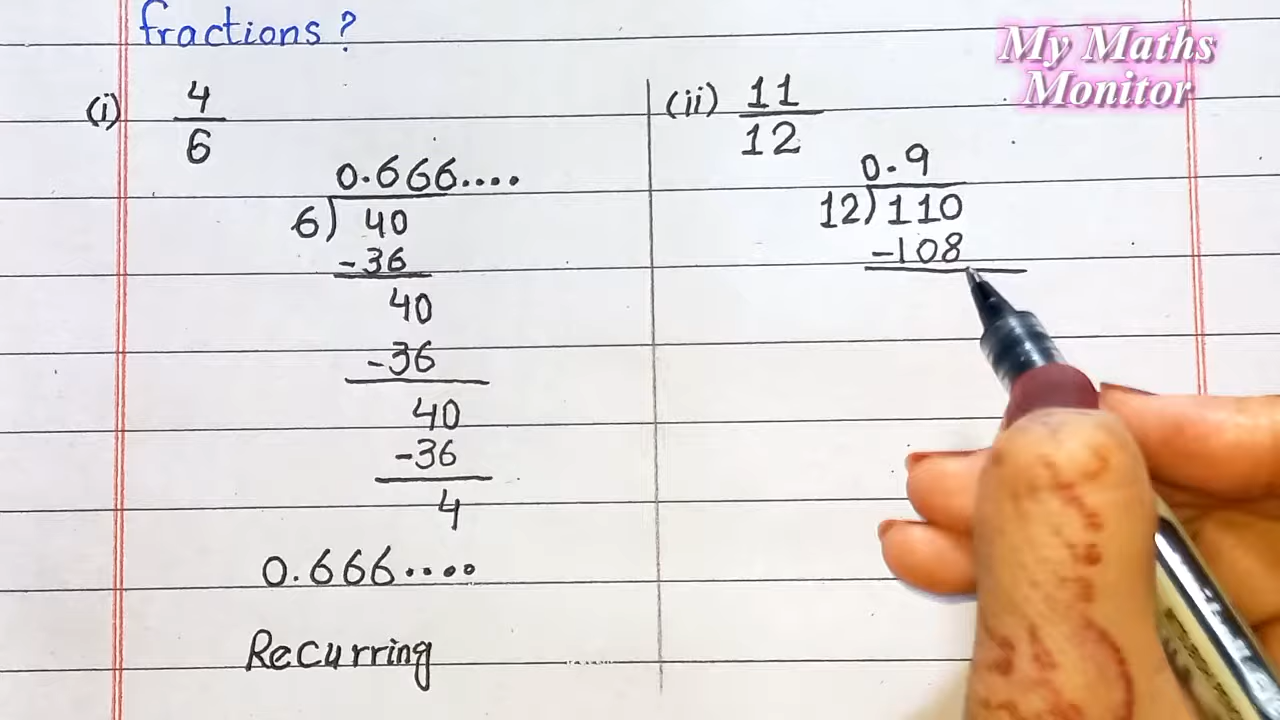 fractions?
My Maths
Monitor
(i) 4
6
0.666....
6) 40
-36
40
-36
40
-36
4
0.666....
Recurring
(ii) 11
12
0.9
12) 110
-108